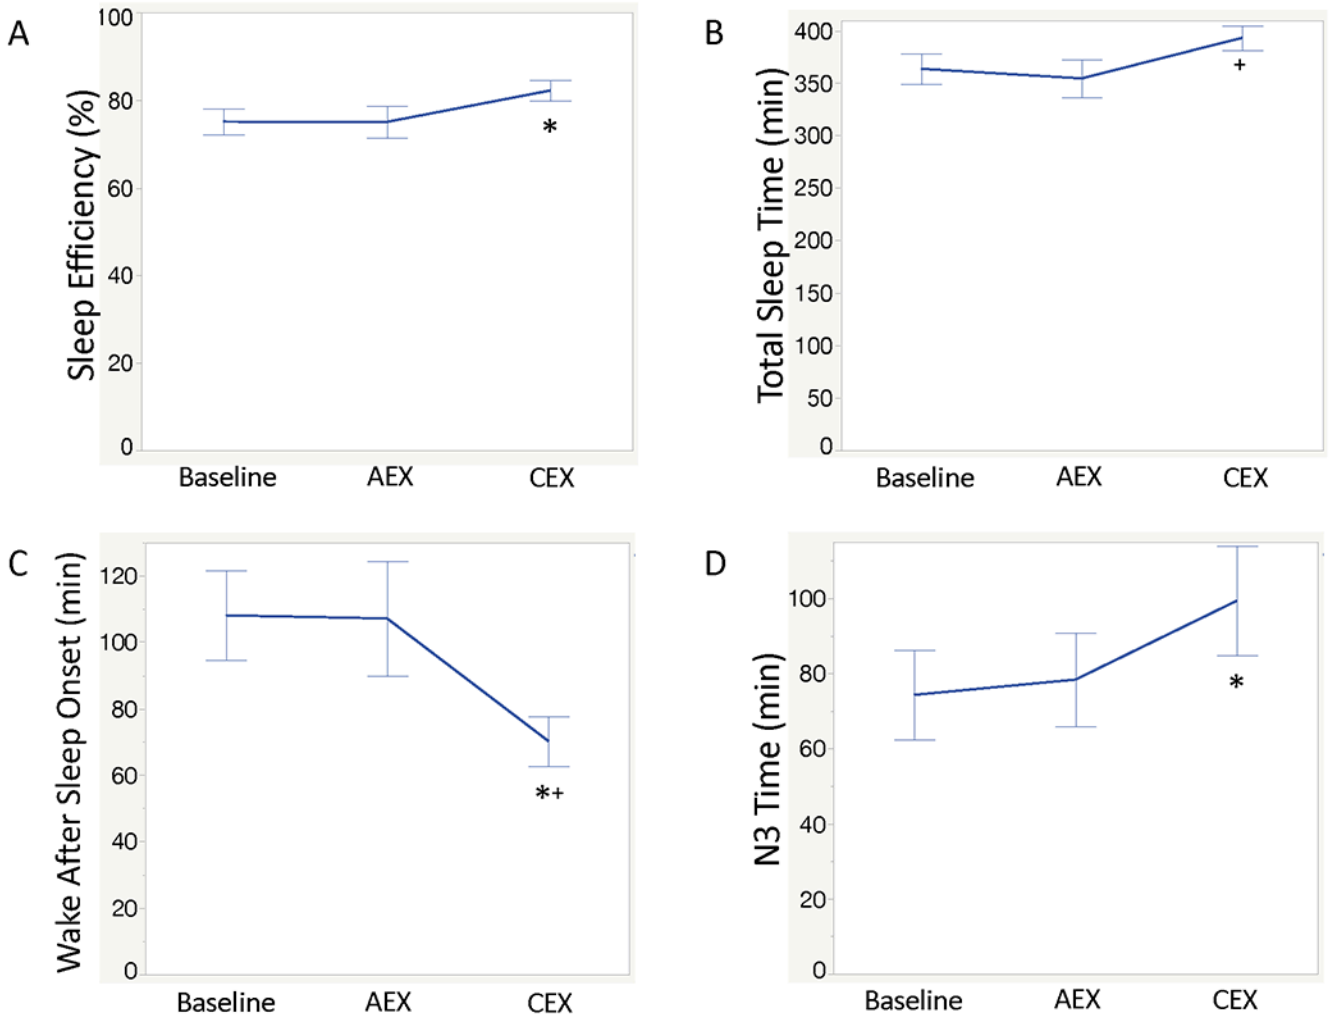 A
Sleep Efficiency (%)
100
80
60
40
20
0
*
Baseline AEX CEX
B
Total Sleep Time (min)
400
350
300
250
200
150
100
50
0
+
Baseline AEX CEX
C
Wake After Sleep Onset (min)
120
100
80
60
40
20
0
*+
Baseline AEX CEX
D
N3 Time (min)
100
80
60
40
20
0
*
Baseline AEX CEX